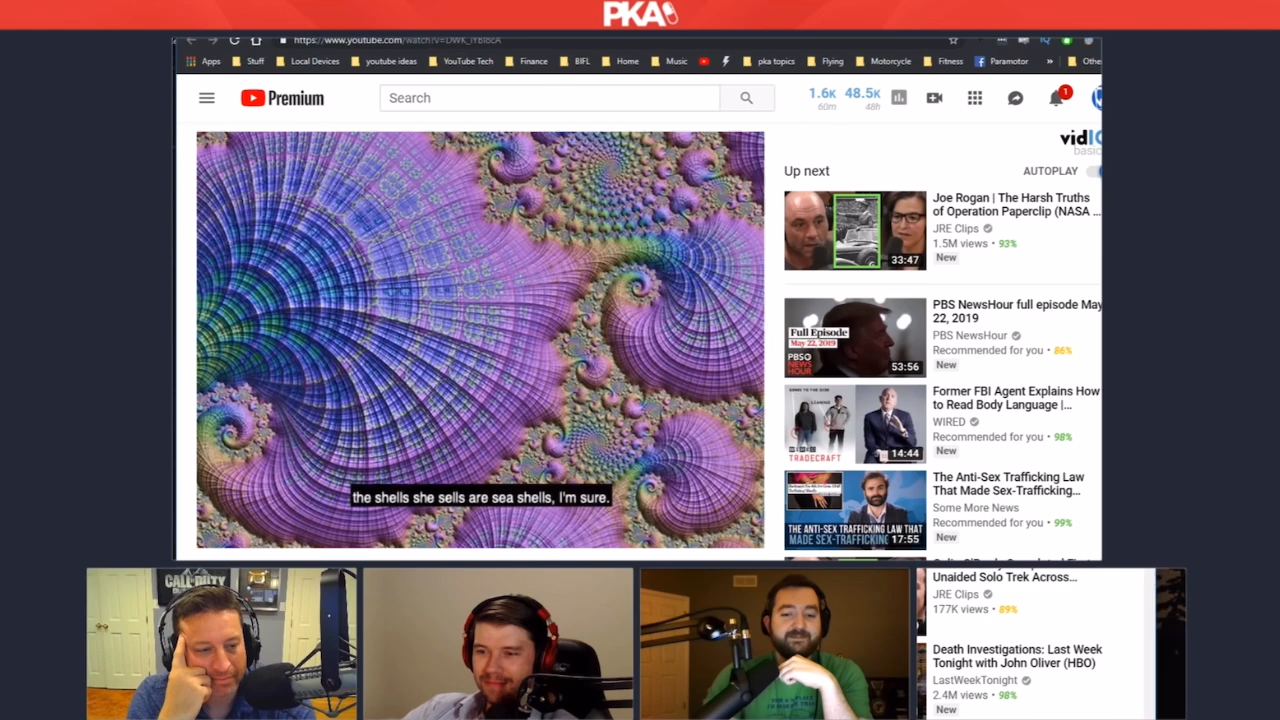 PKA
https://www.youtube.com/watch?v=DWK_iYBl8cA
Apps Stuff Local Devices youtube ideas YouTube Tech Finance BIFL Home Music pka topics Flying Motorcycle Fitness Paramotor » Othe
Premium
Search
1.6K 48.5K
60m 48h
1
vidIQ
basic
Up next
AUTOPLAY
Joe Rogan | The Harsh Truths
of Operation Paperclip (NASA ...
JRE Clips
1.5M views • 93%
New
33:47
PBS NewsHour full episode May
22, 2019
PBS NewsHour
Recommended for you • 86%
New
Full Episode
May 22, 2019
PBSO
NEWS
HOUR
53:56
Former FBI Agent Explains How
to Read Body Language |...
WIRED
Recommended for you • 98%
New
TRADECRAFT
14:44
The Anti-Sex Trafficking Law
That Made Sex-Trafficking...
Some More News
Recommended for you • 99%
New
THE ANTI-SEX TRAFFICKING LAW THAT
MADE SEX-TRAFFICKING
17:55
the shells she sells are sea shells, I'm sure.
CALL OF DUTY
Unaided Solo Trek Across...
JRE Clips
177K views • 89%
Death Investigations: Last Week
Tonight with John Oliver (HBO)
LastWeekTonight
2.4M views • 98%
New